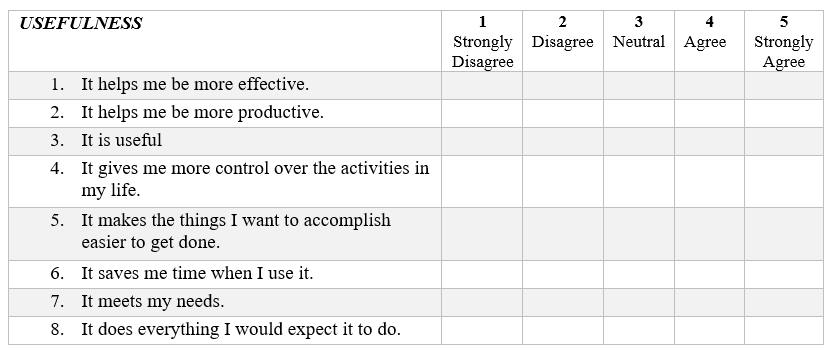 USEFULNESS 1 2 3 4 5
Strongly Disagree Neutral Agree Strongly
Disagree Agree
1. It helps me be more effective.
2. It helps me be more productive.
3. It is useful
4. It gives me more control over the activities in
my life.
5. It makes the things I want to accomplish
easier to get done.
6. It saves me time when I use it.
7. It meets my needs.
8. It does everything I would expect it to do.